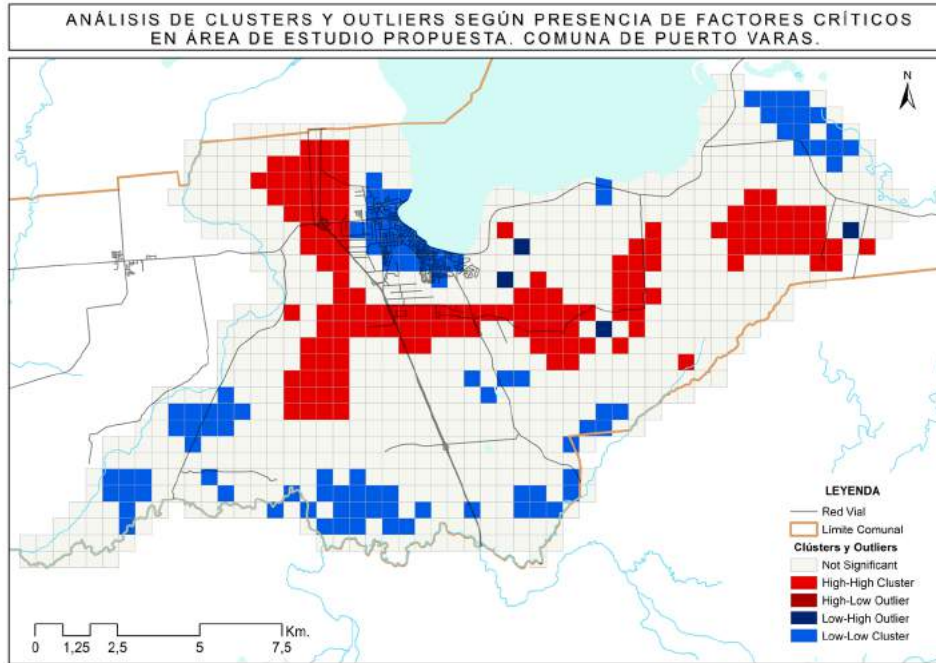 ANÁLISIS DE CLUSTERS Y OUTLIERS SEGÚN PRESENCIA DE FACTORES CRÍTICOS
EN ÁREA DE ESTUDIO PROPUESTA. COMUNA DE PUERTO VARAS.
N
LEYENDA
Red Vial
Límite Comunal
Clústers y Outliers
Not Significant
High-High Cluster
High-Low Outlier
Low-High Outlier
Low-Low Cluster
Km.
0 1,25 2,5 5 7,5